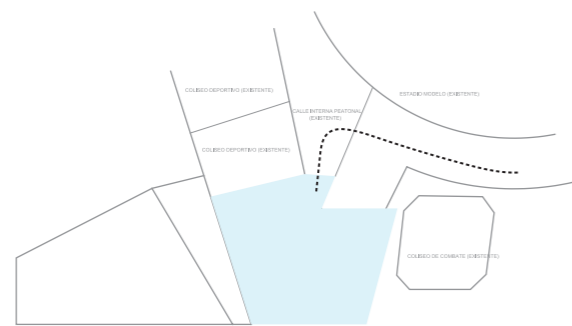 COLISEO DEPORTIVO (EXISTENTE)
ESTADIO MODELO (EXISTENTE)
CALLE INTERNA PEATONAL
(EXISTENTE)
COLISEO DEPORTIVO (EXISTENTE)
COLISEO DE COMBATE (EXISTENTE)